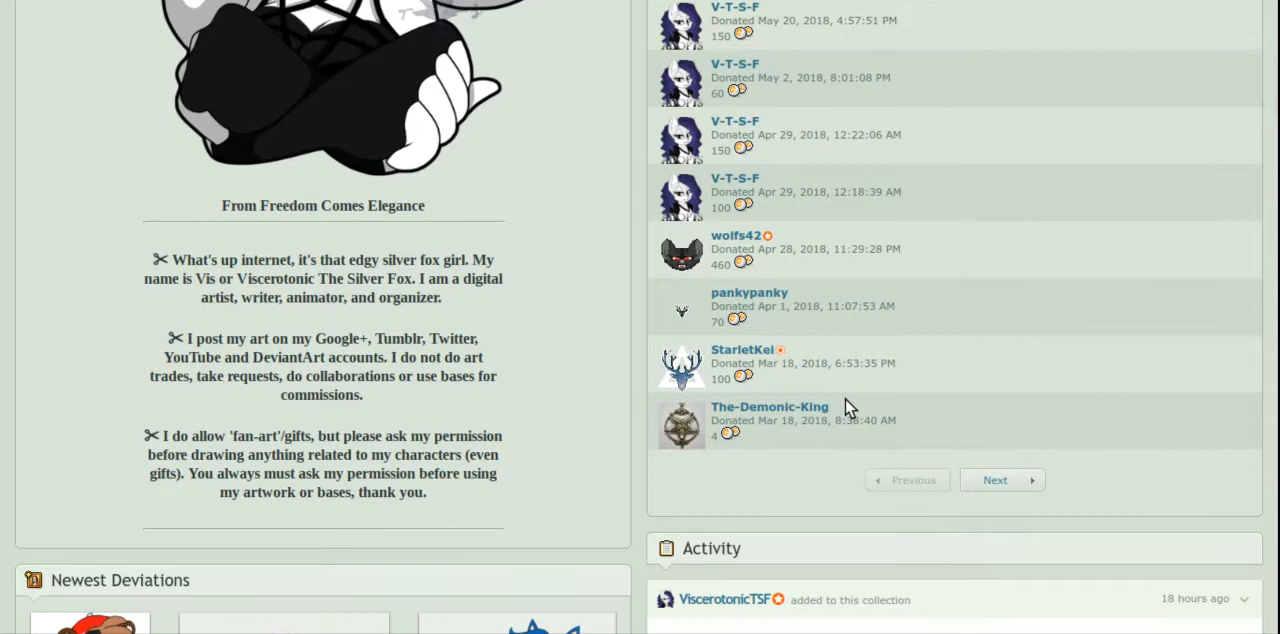 From Freedom Comes Elegance
✂ What's up internet, it's that edgy silver fox girl. My
name is Vis or Viscerotonic The Silver Fox. I am a digital
artist, writer, animator, and organizer.
✂ I post my art on my Google+, Tumblr, Twitter,
YouTube and DeviantArt accounts. I do not do art
trades, take requests, do collaborations or use bases for
commissions.
✂ I do allow 'fan-art'/gifts, but please ask my permission
before drawing anything related to my characters (even
gifts). You always must ask my permission before using
my artwork or bases, thank you.
Newest Deviations
V-T-S-F
Donated May 20, 2018, 4:57:51 PM
150
V-T-S-F
Donated May 2, 2018, 8:01:08 PM
60
V-T-S-F
Donated Apr 29, 2018, 12:22:06 AM
150
V-T-S-F
Donated Apr 29, 2018, 12:18:39 AM
100
wolfs42
Donated Apr 28, 2018, 11:29:28 PM
460
pankypanky
Donated Apr 1, 2018, 11:07:53 AM
70
StarletKei
Donated Mar 18, 2018, 6:53:35 PM
100
The-Demonic-King
Donated Mar 18, 2018, 8:38:40 AM
4
Previous
Next
Activity
ViscerotonicTSF added to this collection
18 hours ago